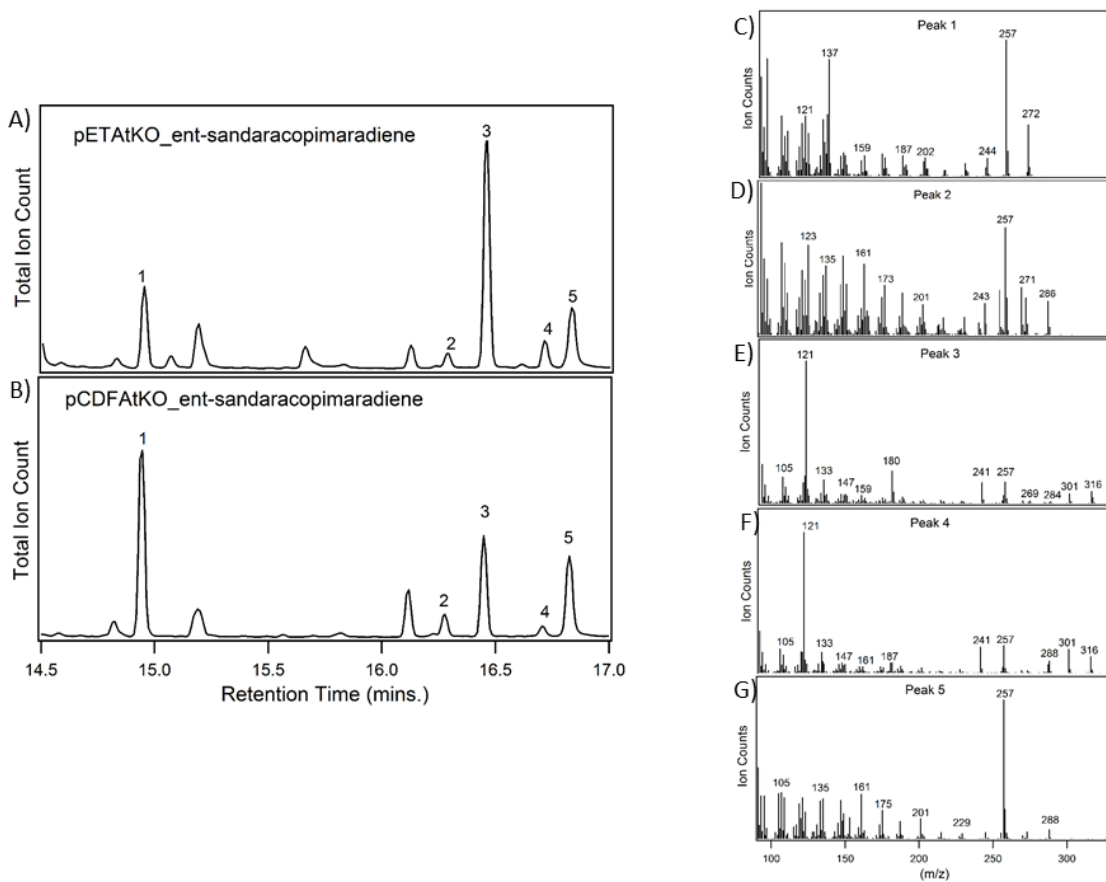 A)
pETAtKO_ent-sandaracopimaradiene
Total Ion Count
1
2
3
4
5
B)
pCDFAtKO_ent-sandaracopimaradiene
Total Ion Count
1
2
3
4
5
14.5 15.0 15.5 16.0 16.5 17.0
Retention Time (mins.)
C)
Peak 1
Ion Counts
121 137 159 187 202 244 257 272
D)
Peak 2
Ion Counts
123 135 161 173 201 243 257 271 286
E)
Peak 3
Ion Counts
105 121 133 147 159 180 241 257 269 284 301 316
F)
Peak 4
Ion Counts
105 121 133 147 161 187 241 257 288 301 316
G)
Peak 5
Ion Counts
105 135 161 175 201 229 257 288
100 150 200 250 300
(m/z)